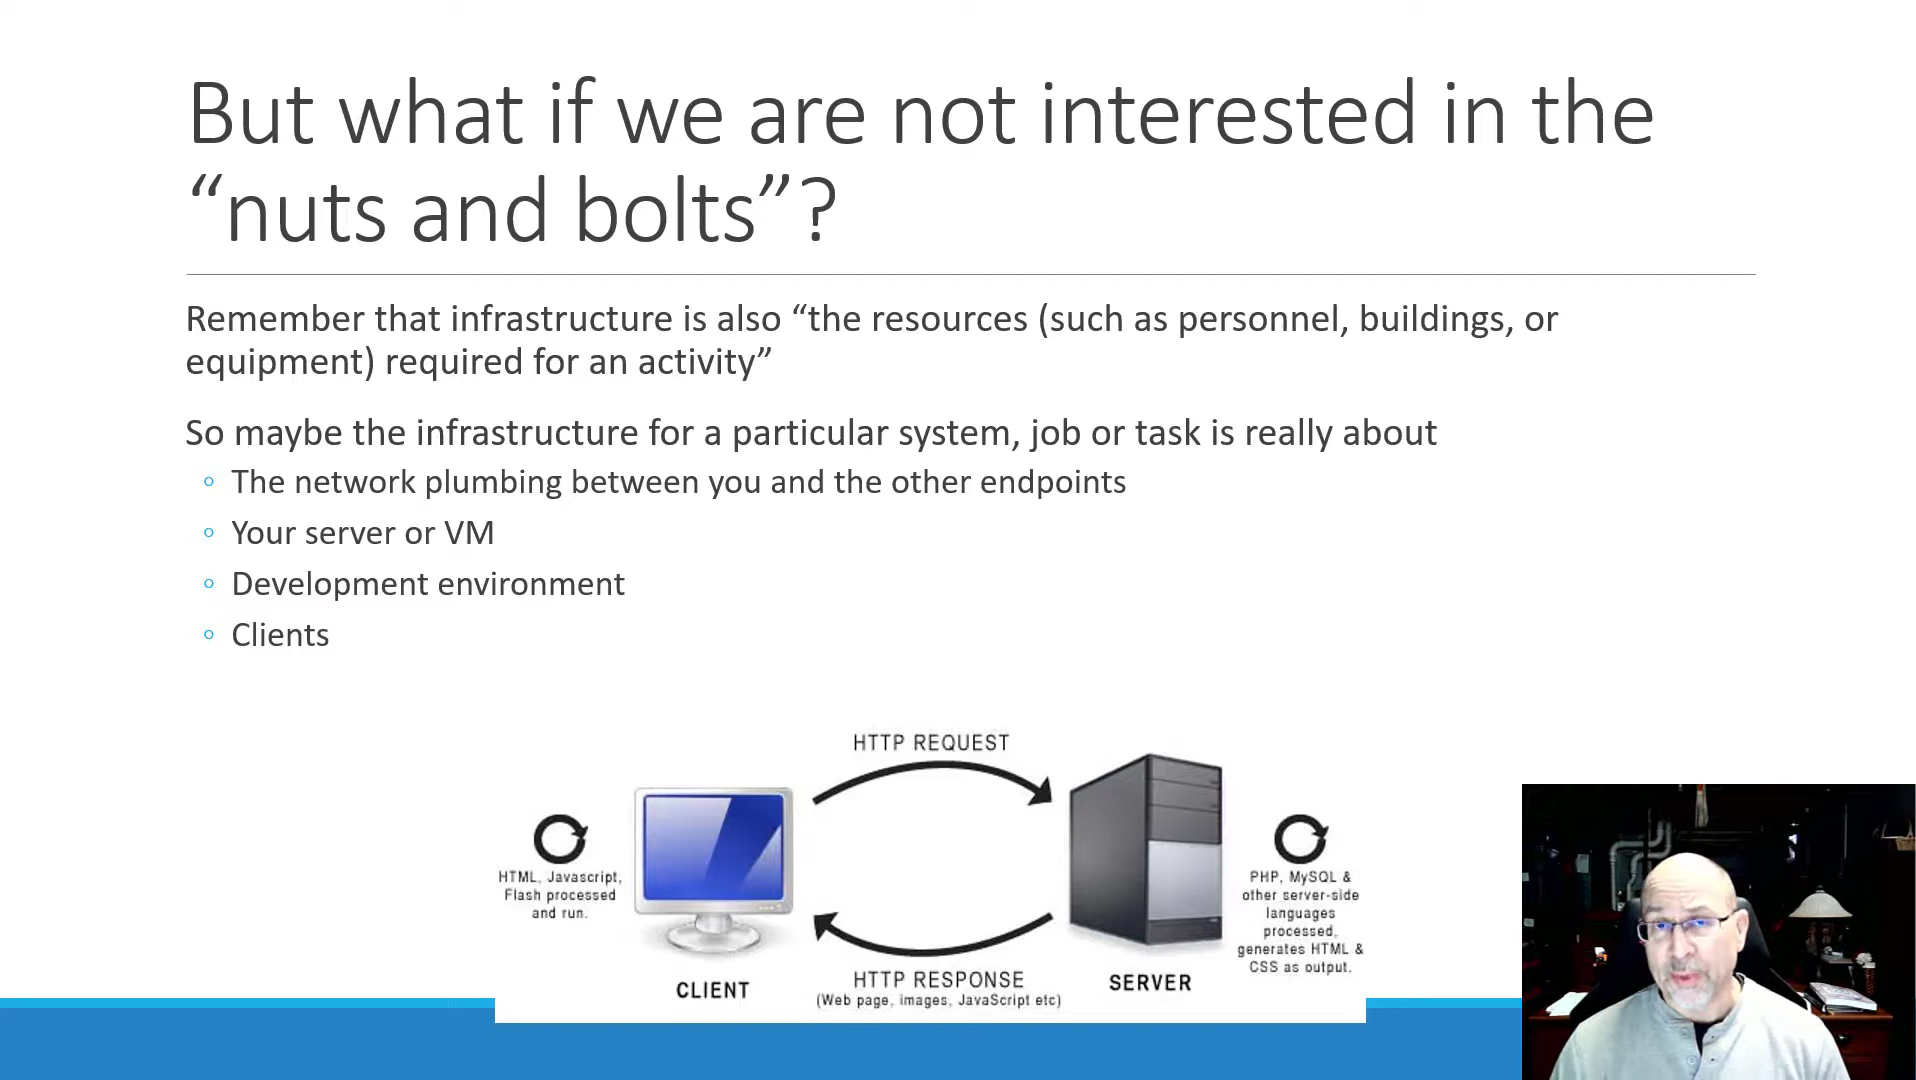 But what if we are not interested in the
“nuts and bolts”?
Remember that infrastructure is also “the resources (such as personnel, buildings, or
equipment) required for an activity”
So maybe the infrastructure for a particular system, job or task is really about
◦ The network plumbing between you and the other endpoints
◦ Your server or VM
◦ Development environment
◦ Clients
HTTP REQUEST
HTML, Javascript,
Flash processed
and run.
PHP, MySQL &
other server-side
languages
processed,
generates HTML &
CSS as output.
CLIENT
HTTP RESPONSE
(Web page, images, JavaScript etc)
SERVER